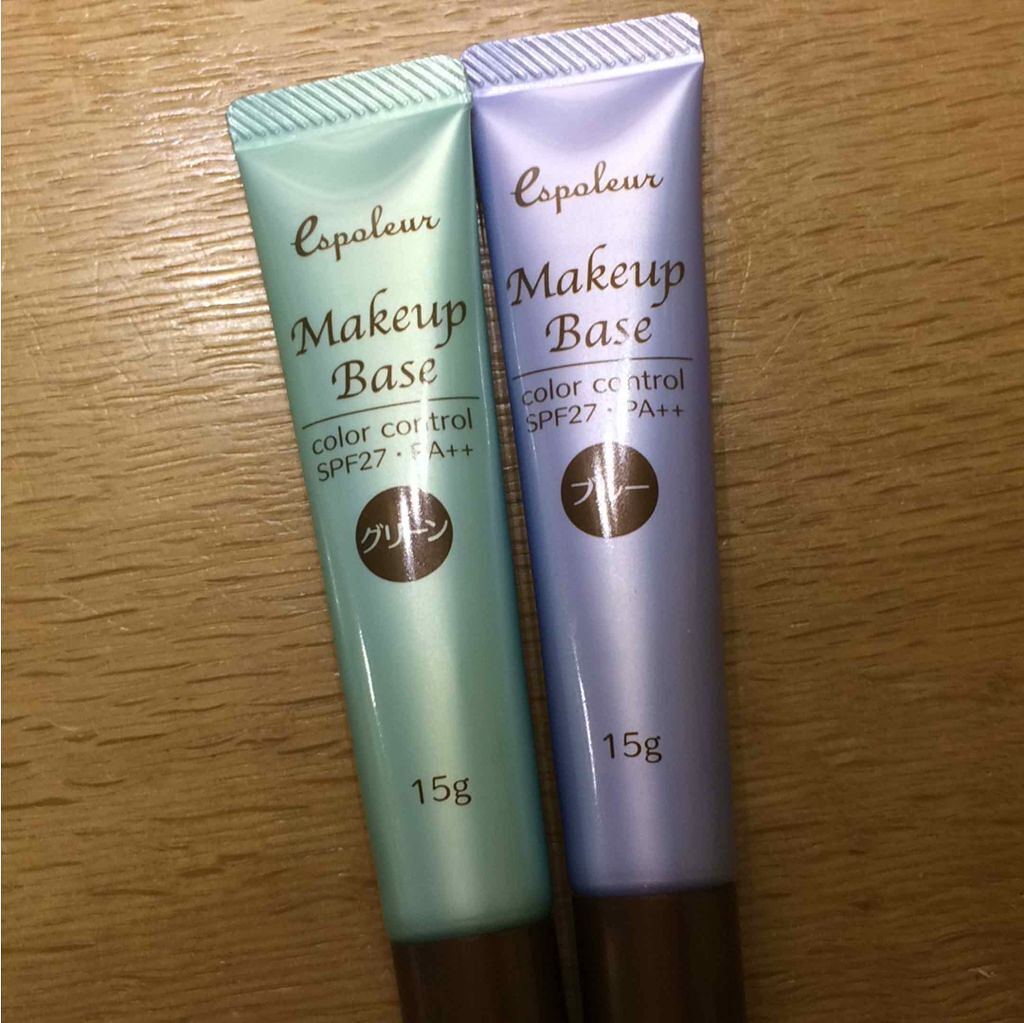 espoleur
Makeup
Base
color control
SPF27・PA++
グリーン
15g
espoleur
Makeup
Base
color control
SPF27・PA++
ブルー
15g